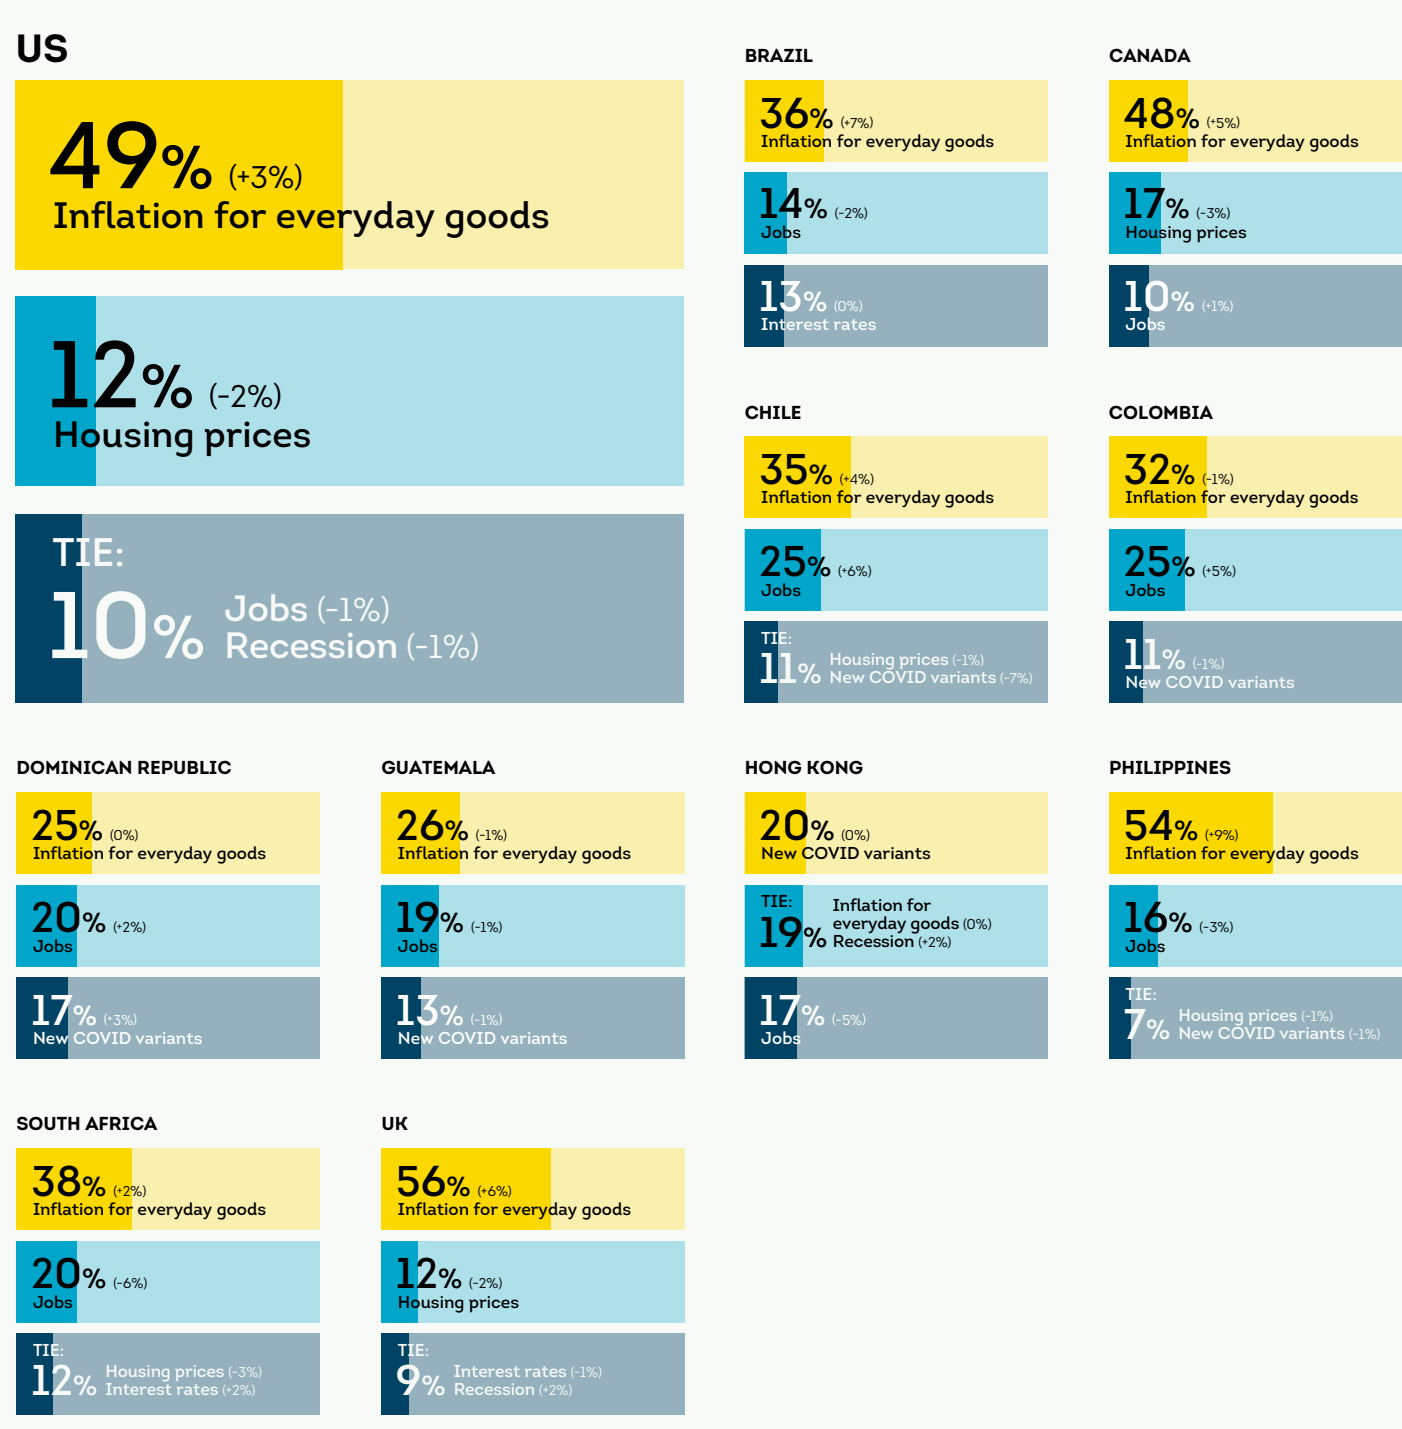 US
49% (+3%)
Inflation for everyday goods
12% (-2%)
Housing prices
TIE:
10% Jobs (-1%)
Recession (-1%)
BRAZIL
36% (+7%)
Inflation for everyday goods
14% (-2%)
Jobs
13% (0%)
Interest rates
CANADA
48% (+5%)
Inflation for everyday goods
17% (-3%)
Housing prices
10% (+1%)
Jobs
CHILE
35% (+4%)
Inflation for everyday goods
25% (+6%)
Jobs
TIE:
11% Housing prices (-1%)
New COVID variants (-7%)
COLOMBIA
32% (-1%)
Inflation for everyday goods
25% (+5%)
Jobs
11% (-1%)
New COVID variants
DOMINICAN REPUBLIC
25% (0%)
Inflation for everyday goods
20% (+2%)
Jobs
17% (+3%)
New COVID variants
GUATEMALA
26% (-1%)
Inflation for everyday goods
19% (-1%)
Jobs
13% (-1%)
New COVID variants
HONG KONG
20% (0%)
New COVID variants
TIE:
19% Inflation for
everyday goods (0%)
Recession (+2%)
17% (-5%)
Jobs
PHILIPPINES
54% (+9%)
Inflation for everyday goods
16% (-3%)
Jobs
TIE:
7% Housing prices (-1%)
New COVID variants (-1%)
SOUTH AFRICA
38% (+2%)
Inflation for everyday goods
20% (-6%)
Jobs
TIE:
12% Housing prices (-3%)
Interest rates (+2%)
UK
56% (+6%)
Inflation for everyday goods
12% (-2%)
Housing prices
TIE:
9% Interest rates (-1%)
Recession (+2%)